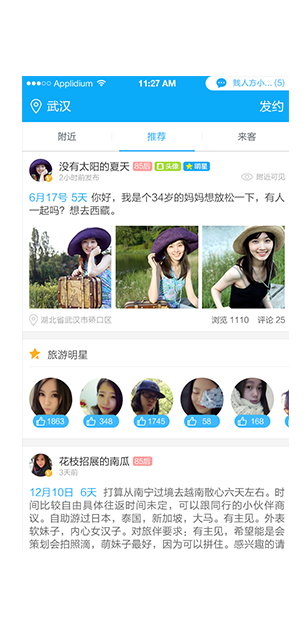 Applidium 11:27 AM 贱人方小... (5)
武汉 发约
附近 推荐 来客
没有太阳的夏天 85后 头像 明星
2小时前发布 附近可见
6月17号 5天 你好，我是个34岁的妈妈想放松一下，有人
一起吗？想去西藏。
湖北省武汉市硚口区 浏览 1110 评论 25
旅游明星
1863 348 1745 58 168
花枝招展的南瓜 85后
3天前
12月10日 6天 打算从南宁过境去越南散心六天左右。时
间比较自由具体往返时间未定，可以跟同行的小伙伴商
议。自助游过日本，泰国，新加坡，大马。有主见。外表
软妹子，内心女汉子。对旅伴要求；有主见，希望能是会
策划会拍照滴，萌妹子最好，因为可以拼住。感兴趣的请